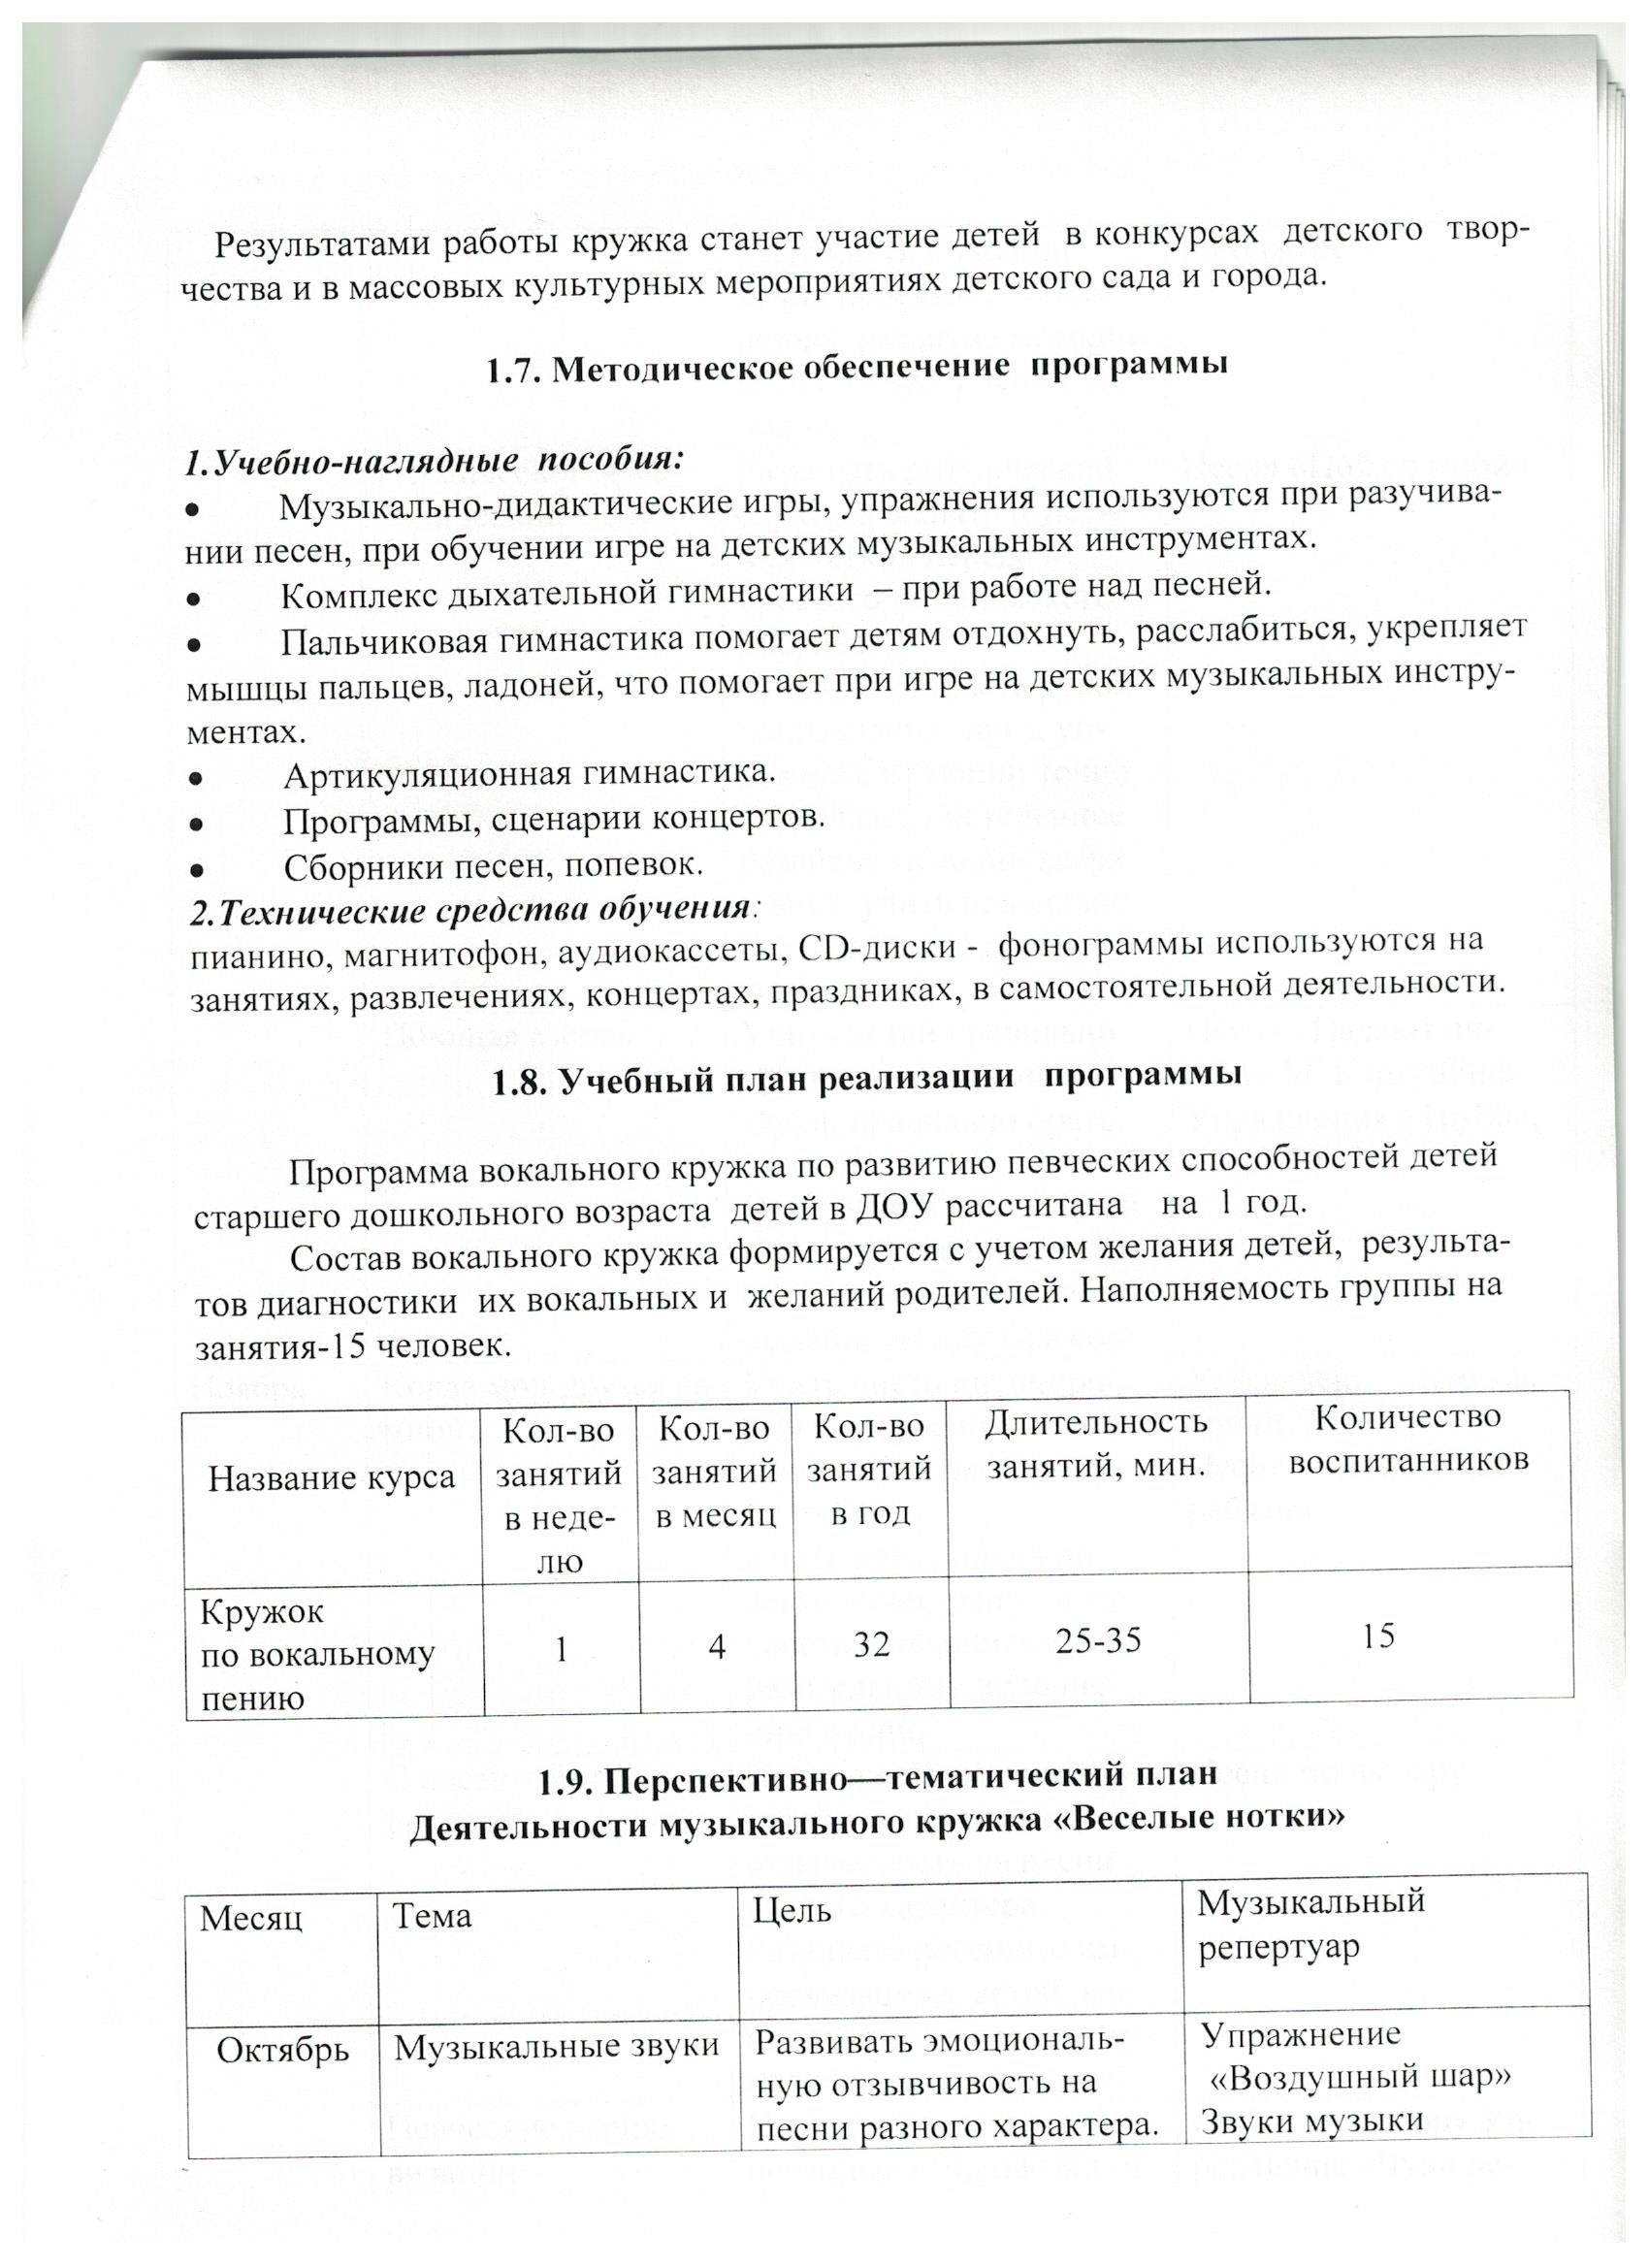 Результатами работы кружка станет участие детей в конкурсах детского твор-
чества и в массовых культурных мероприятиях детского сада и города.
1.7. Методическое обеспечение программы
1.Учебно-наглядные пособия:
• Музыкально-дидактические игры, упражнения используются при разучива-
нии песен, при обучении игре на детских музыкальных инструментах.
• Комплекс дыхательной гимнастики – при работе над песней.
• Пальчиковая гимнастика помогает детям отдохнуть, расслабиться, укрепляет
мышцы пальцев, ладоней, что помогает при игре на детских музыкальных инстру-
ментах.
• Артикуляционная гимнастика.
• Программы, сценарии концертов.
• Сборники песен, попевок.
2.Технические средства обучения:
пианино, магнитофон, аудиокассеты, CD-диски - фонограммы используются на
занятиях, развлечениях, концертах, праздниках, в самостоятельной деятельности.
1.8. Учебный план реализации программы
Программа вокального кружка по развитию певческих способностей детей
старшего дошкольного возраста детей в ДОУ рассчитана на 1 год.
Состав вокального кружка формируется с учетом желания детей, результа-
тов диагностики их вокальных и желаний родителей. Наполняемость группы на
занятия-15 человек.
Название курса
Кол-во
занятий
в неде-
лю
Кол-во
занятий
в месяц
Кол-во
занятий
в год
Длительность
занятий, мин.
Количество
воспитанников
Кружок
по вокальному
пению
1
4
32
25-35
15
1.9. Перспективно—тематический план
Деятельности музыкального кружка «Веселые нотки»
Месяц
Тема
Цель
Музыкальный
репертуар
Октябрь
Музыкальные звуки
Развивать эмоциональ-
ную отзывчивость на
песни разного характера.
Упражнение
«Воздушный шар»
Звуки музыки